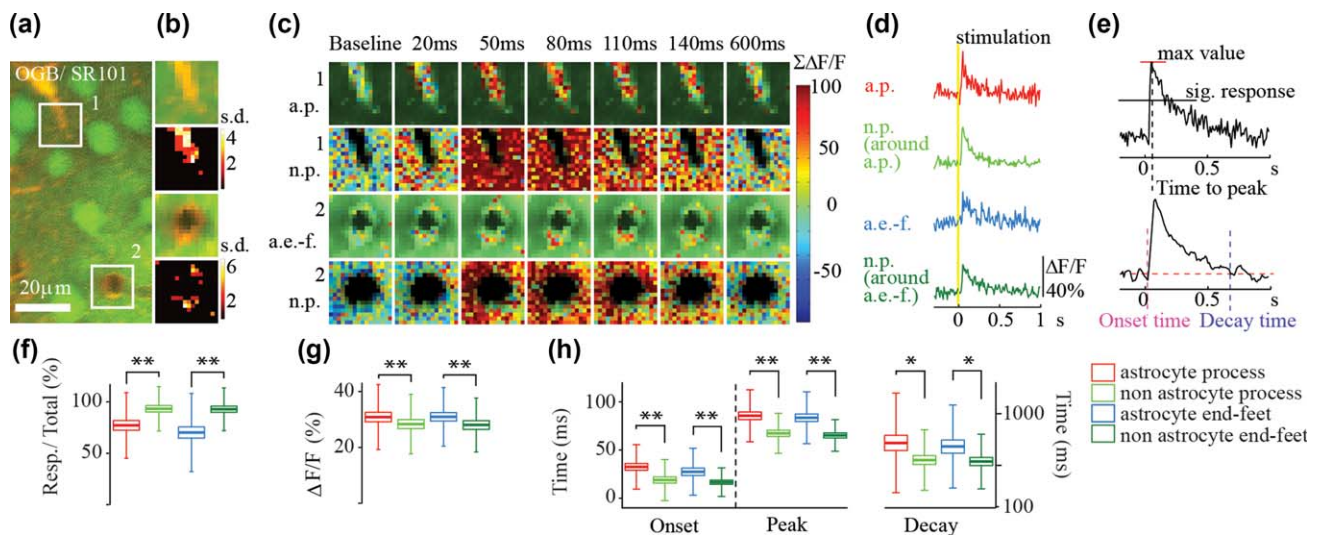 (a)
OGB/ SR101
1
2
20μm
(b)
s.d.
4
2
s.d.
6
4
2
(c)
Baseline 20ms 50ms 80ms 110ms 140ms 600ms
1
a.p.
1
n.p.
2
a.e.-f.
2
n.p.
ΣΔF/F
100
50
0
-50
(d)
stimulation
a.p.
n.p.
(around
a.p.)
a.e.-f.
n.p.
(around
a.e.-f.)
ΔF/F
40%
0 0.5 1 s
(e)
max value
sig. response
0 0.5 s
Time to peak
0 0.5 s
Onset time Decay time
(f)
Resp./ Total (%)
100
50
** **
(g)
ΔF/F (%)
40
20
** **
(h)
Time (ms)
100
50
0
** **
** **
* *
Onset Peak Decay
1000
100
Time (ms)
astrocyte process
non astrocyte process
astrocyte end-feet
non astrocyte end-feet